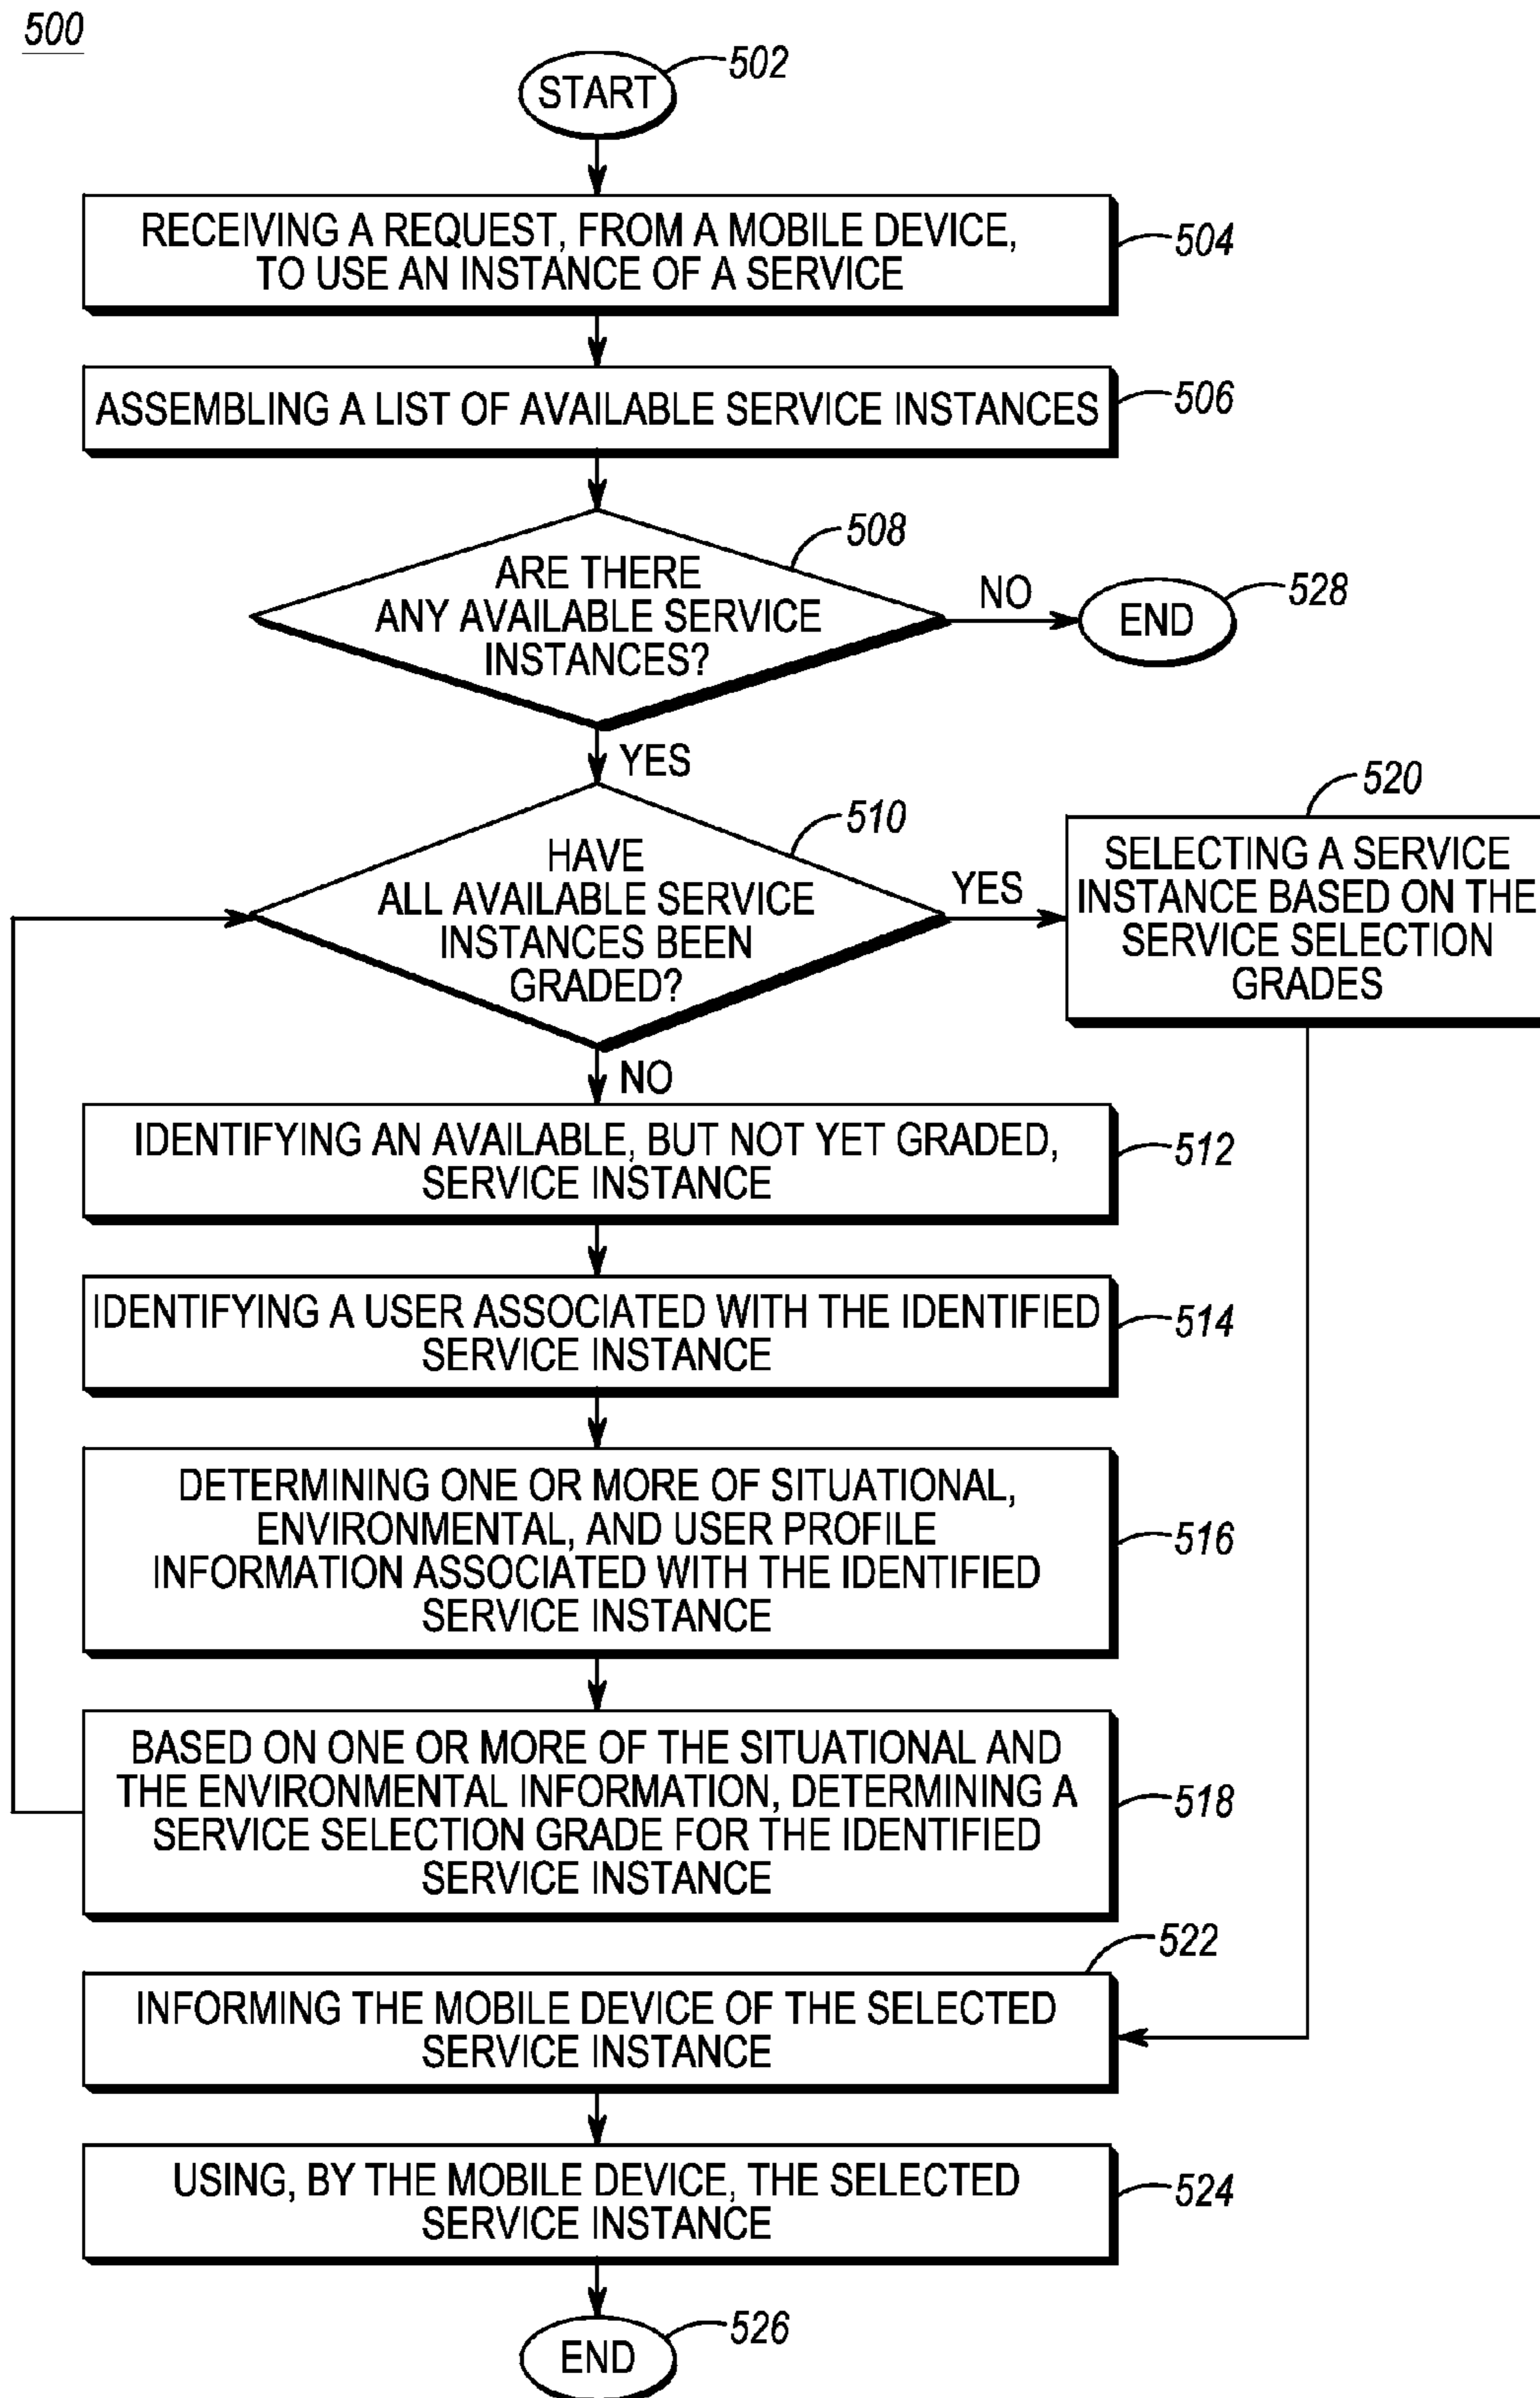 500
START
502
RECEIVING A REQUEST, FROM A MOBILE DEVICE,
TO USE AN INSTANCE OF A SERVICE
504
ASSEMBLING A LIST OF AVAILABLE SERVICE INSTANCES
506
ARE THERE
ANY AVAILABLE SERVICE
INSTANCES?
508
NO
END
528
YES
HAVE
ALL AVAILABLE SERVICE
INSTANCES BEEN
GRADED?
510
YES
520
SELECTING A SERVICE
INSTANCE BASED ON THE
SERVICE SELECTION
GRADES
NO
IDENTIFYING AN AVAILABLE, BUT NOT YET GRADED,
SERVICE INSTANCE
512
IDENTIFYING A USER ASSOCIATED WITH THE IDENTIFIED
SERVICE INSTANCE
514
DETERMINING ONE OR MORE OF SITUATIONAL,
ENVIRONMENTAL, AND USER PROFILE
INFORMATION ASSOCIATED WITH THE IDENTIFIED
SERVICE INSTANCE
516
BASED ON ONE OR MORE OF THE SITUATIONAL AND
THE ENVIRONMENTAL INFORMATION, DETERMINING A
SERVICE SELECTION GRADE FOR THE IDENTIFIED
SERVICE INSTANCE
518
522
INFORMING THE MOBILE DEVICE OF THE SELECTED
SERVICE INSTANCE
USING, BY THE MOBILE DEVICE, THE SELECTED
SERVICE INSTANCE
524
END
526